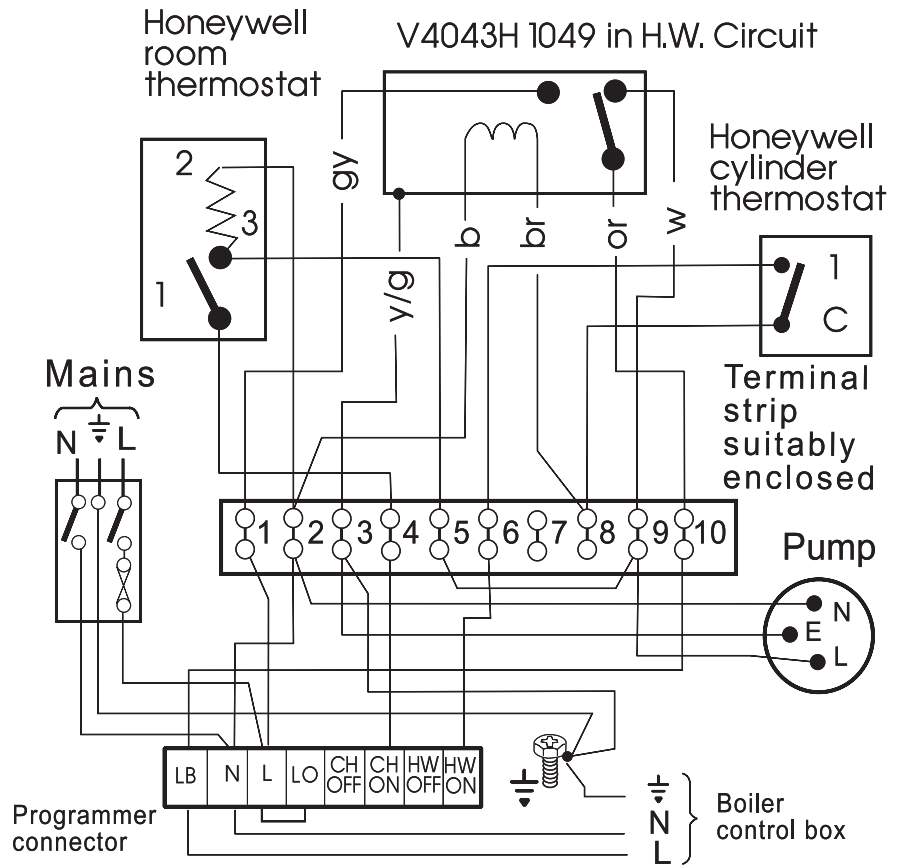 Honeywell
room
thermostat
V4043H 1049 in H.W. Circuit
Honeywell
cylinder
thermostat
2
3
1
gy
y/g
b
br
or
w
1
C
Mains
N L
Terminal
strip
suitably
enclosed
1 2 3 4 5 6 7 8 9 10
Pump
N
E
L
LB N L LO CH OFF CH ON HW OFF HW ON
Programmer
connector
N
L
Boiler
control box